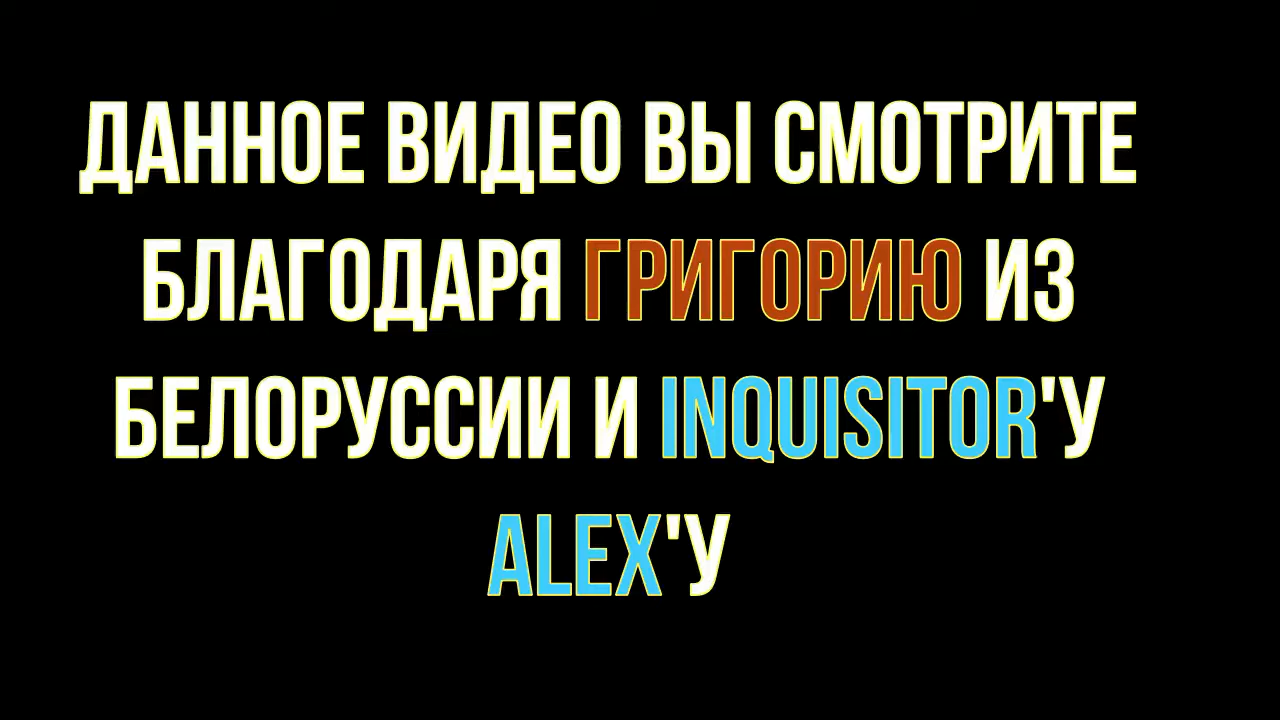 ДАННОЕ ВИДЕО ВЫ СМОТРИТЕ
БЛАГОДАРЯ ГРИГОРИЮ ИЗ
БЕЛОРУССИИ И INQUISITOR'У
ALEX'У